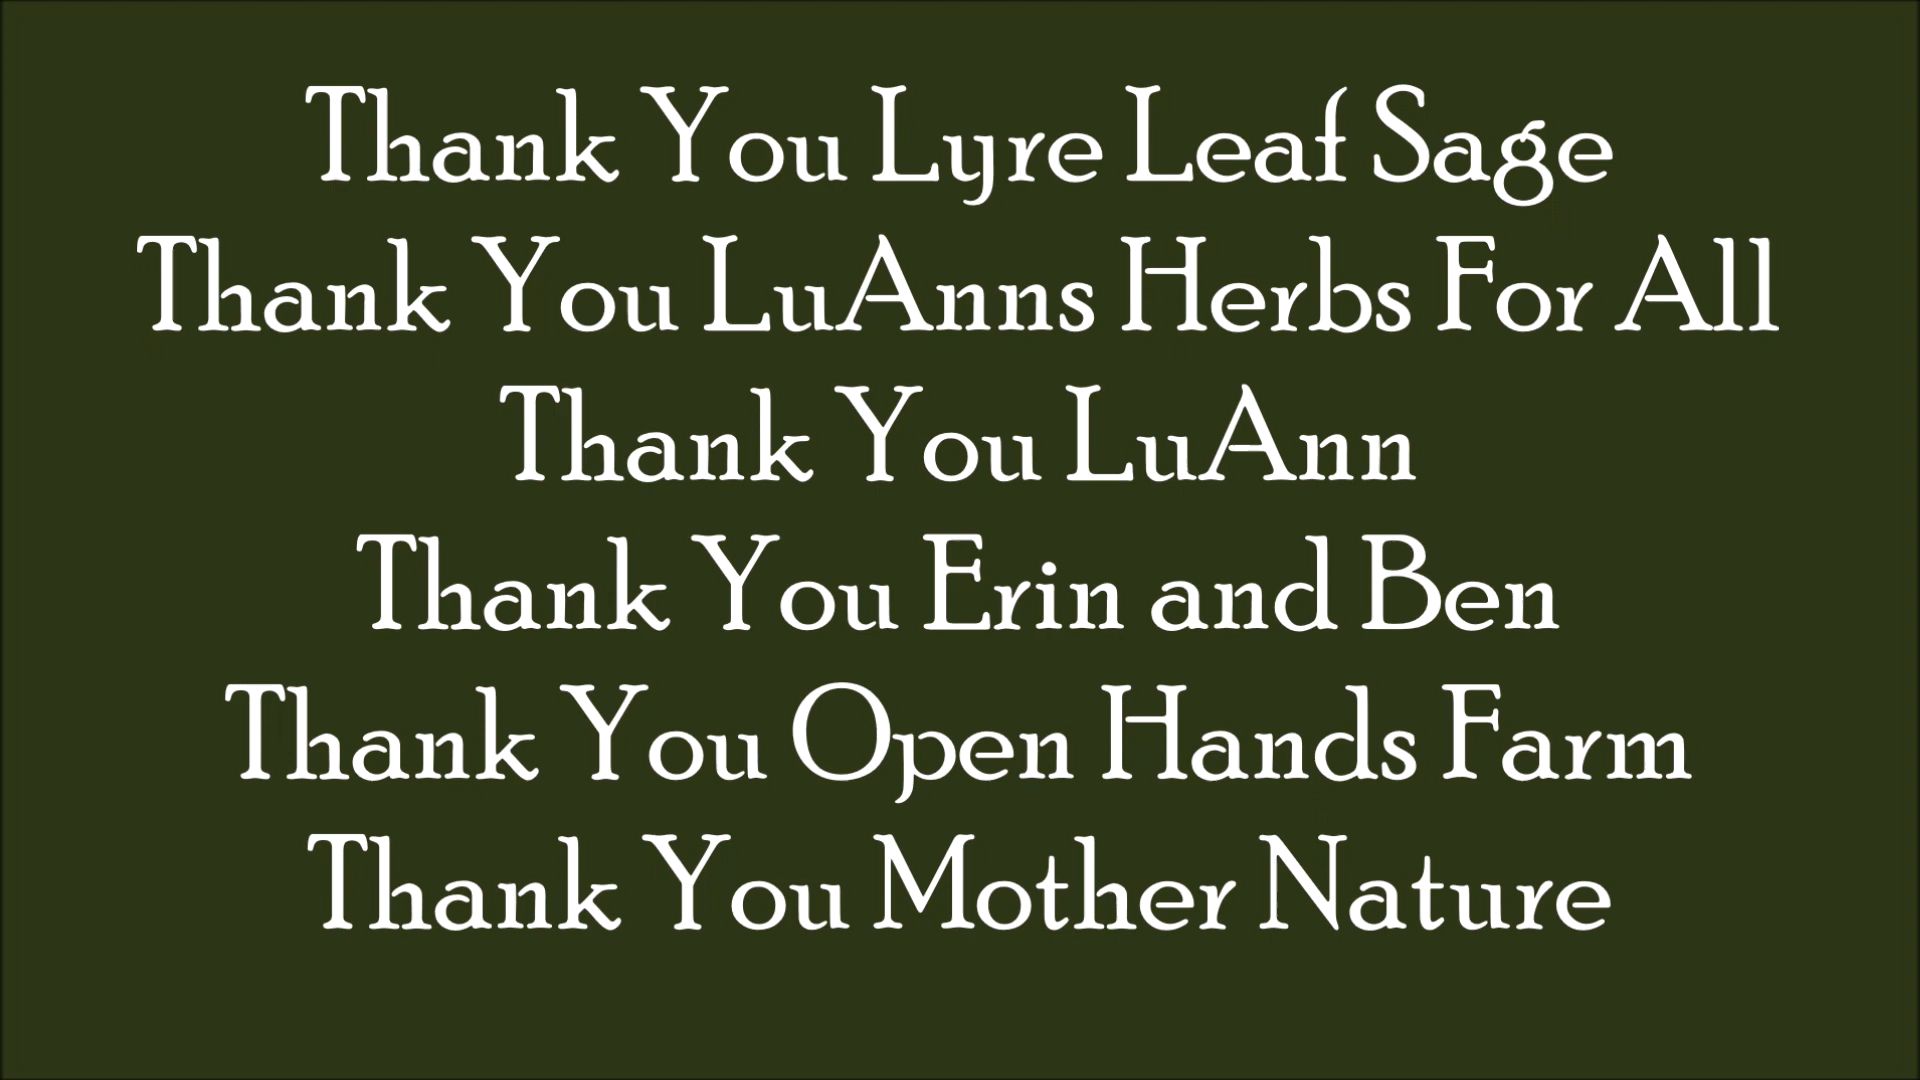 Thank You Lyre Leaf Sage
Thank You LuAnns Herbs For All
Thank You LuAnn
Thank You Erin and Ben
Thank You Open Hands Farm
Thank You Mother Nature